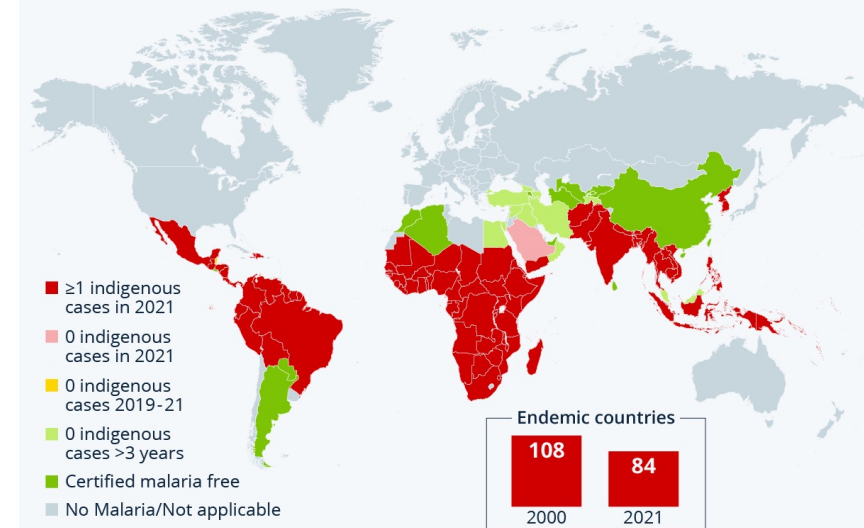 ≥1 indigenous
cases in 2021
0 indigenous
cases in 2021
0 indigenous
cases 2019-21
0 indigenous
cases >3 years
Certified malaria free
No Malaria/Not applicable
Endemic countries
108
84
2000
2021